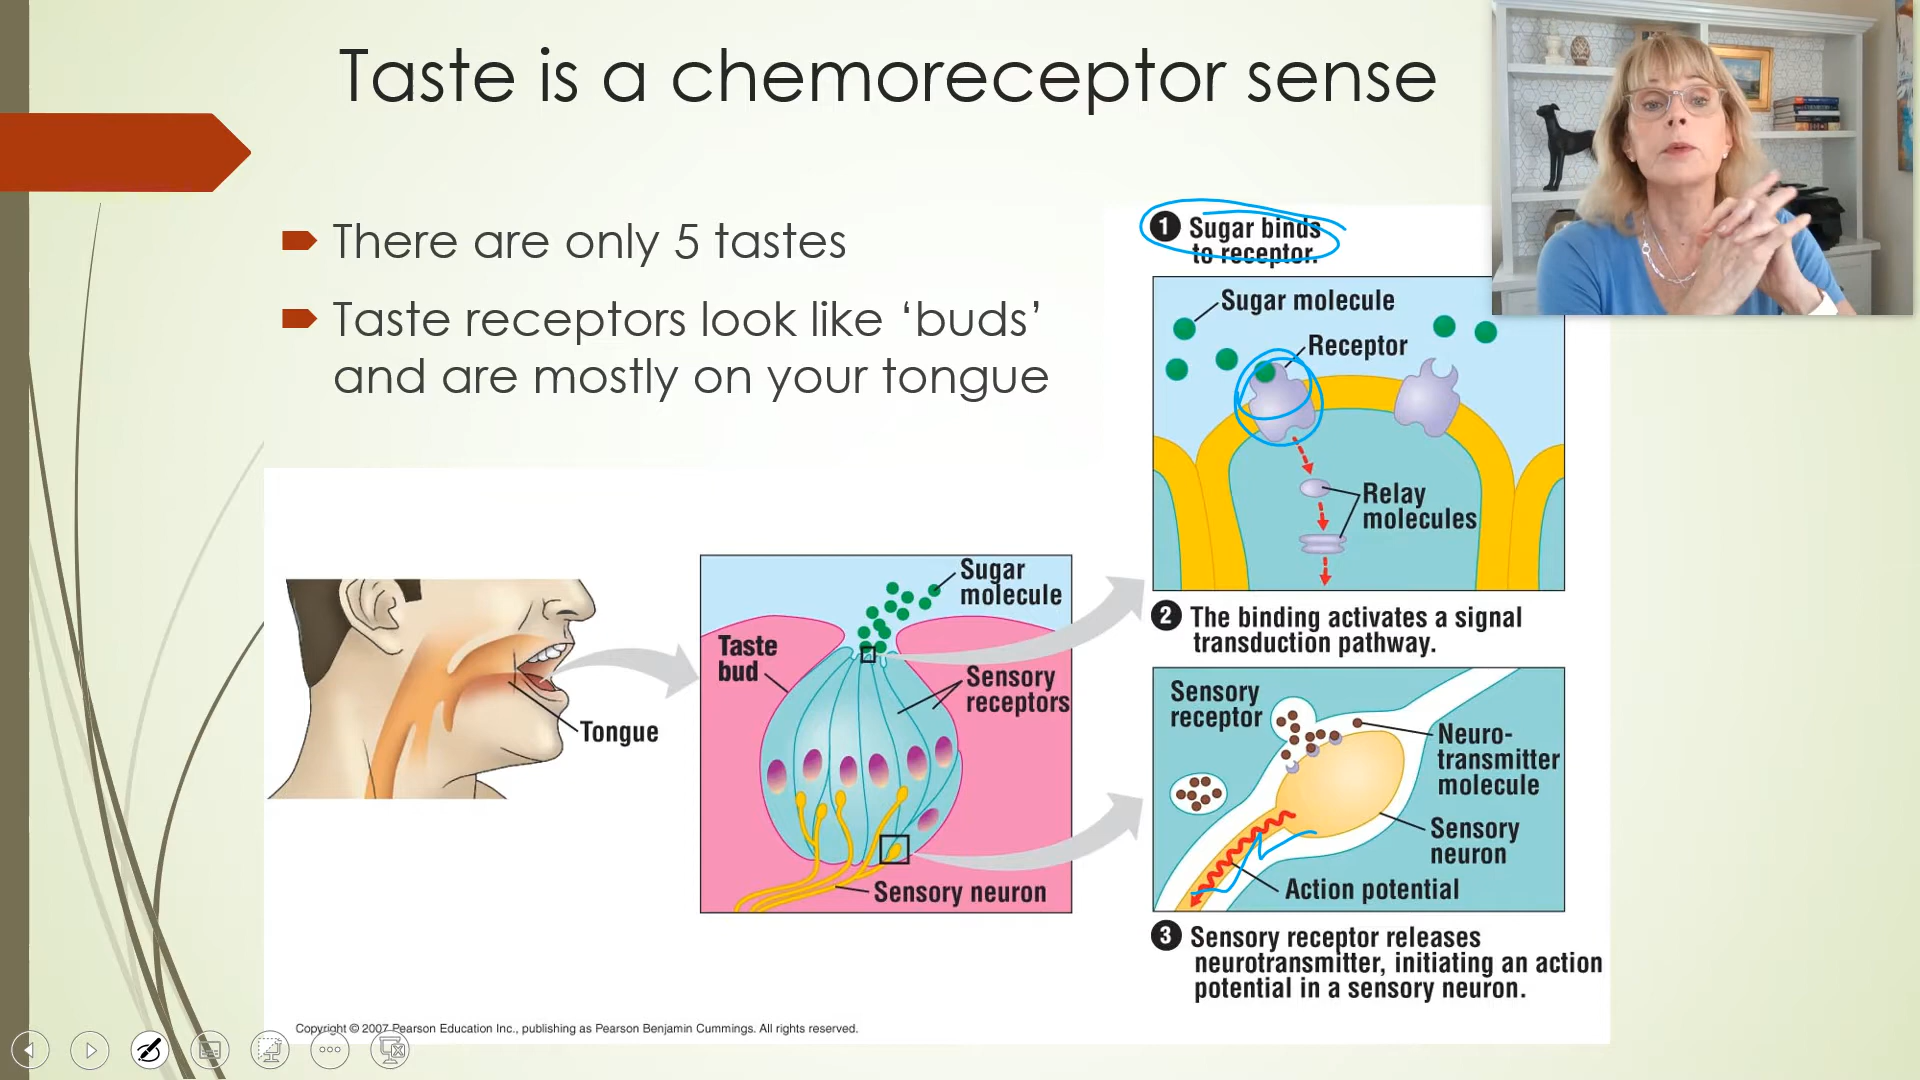 Taste is a chemoreceptor sense
There are only 5 tastes
Taste receptors look like ‘buds’
and are mostly on your tongue
Tongue
Sugar
molecule
Taste
bud
Sensory
receptors
Sensory neuron
1 Sugar binds
to receptor.
Sugar molecule
Receptor
Relay
molecules
2 The binding activates a signal
transduction pathway.
Sensory
receptor
Neuro-
transmitter
molecule
Sensory
neuron
Action potential
3 Sensory receptor releases
neurotransmitter, initiating an action
potential in a sensory neuron.
Copyright © 2007 Pearson Education Inc., publishing as Pearson Benjamin Cummings. All rights reserved.